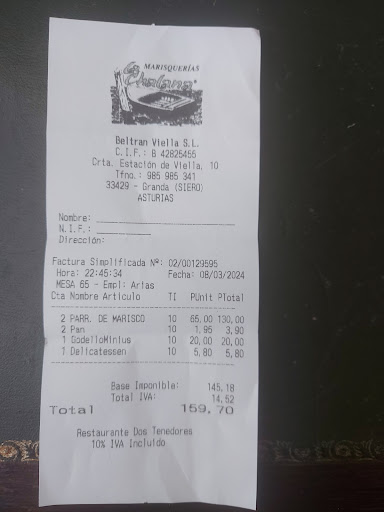 MARISQUERÍAS
La Chalana
Beltran Viella S.L.
C.I.F.: B 42825455
Crta. Estación de Viella, 10
Tfno.: 985 985 341
33429 - Granda (SIERO)
ASTURIAS
Nombre:
N.I.F.:
Dirección:
Factura Simplificada Nº: 02/00129595
Hora: 22:45:34 Fecha: 08/03/2024
MESA 65 - Empl: Arias
Cta Nombre Artículo TI PUnit PTotal
2 PARR. DE MARISCO 10 65,00 130,00
2 Pan 10 1,95 3,90
1 GodelloMinius 10 20,00 20,00
1 Delicatessen 10 5,80 5,80
Base Imponible: 145,18
Total IVA: 14,52
Total 159,70
Restaurante Dos Tenedores
10% IVA Incluido